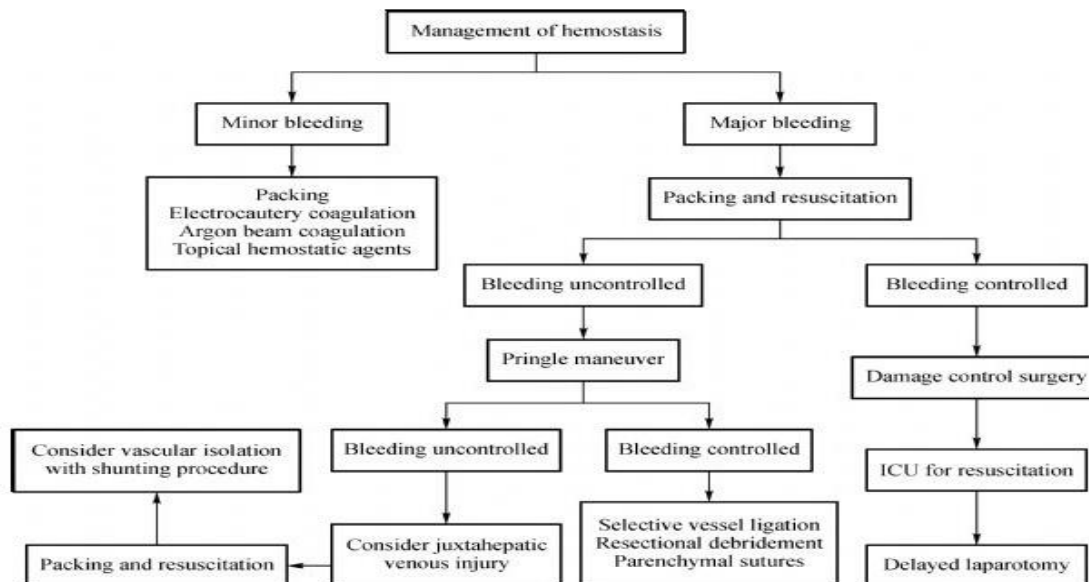 Management of hemostasis
Minor bleeding
Major bleeding
Packing
Electrocautery coagulation
Argon beam coagulation
Topical hemostatic agents
Packing and resuscitation
Bleeding uncontrolled
Bleeding controlled
Pringle maneuver
Damage control surgery
Consider vascular isolation
with shunting procedure
Bleeding uncontrolled
Bleeding controlled
ICU for resuscitation
Packing and resuscitation
Consider juxtahepatic
venous injury
Selective vessel ligation
Resectional debridement
Parenchymal sutures
Delayed laparotomy